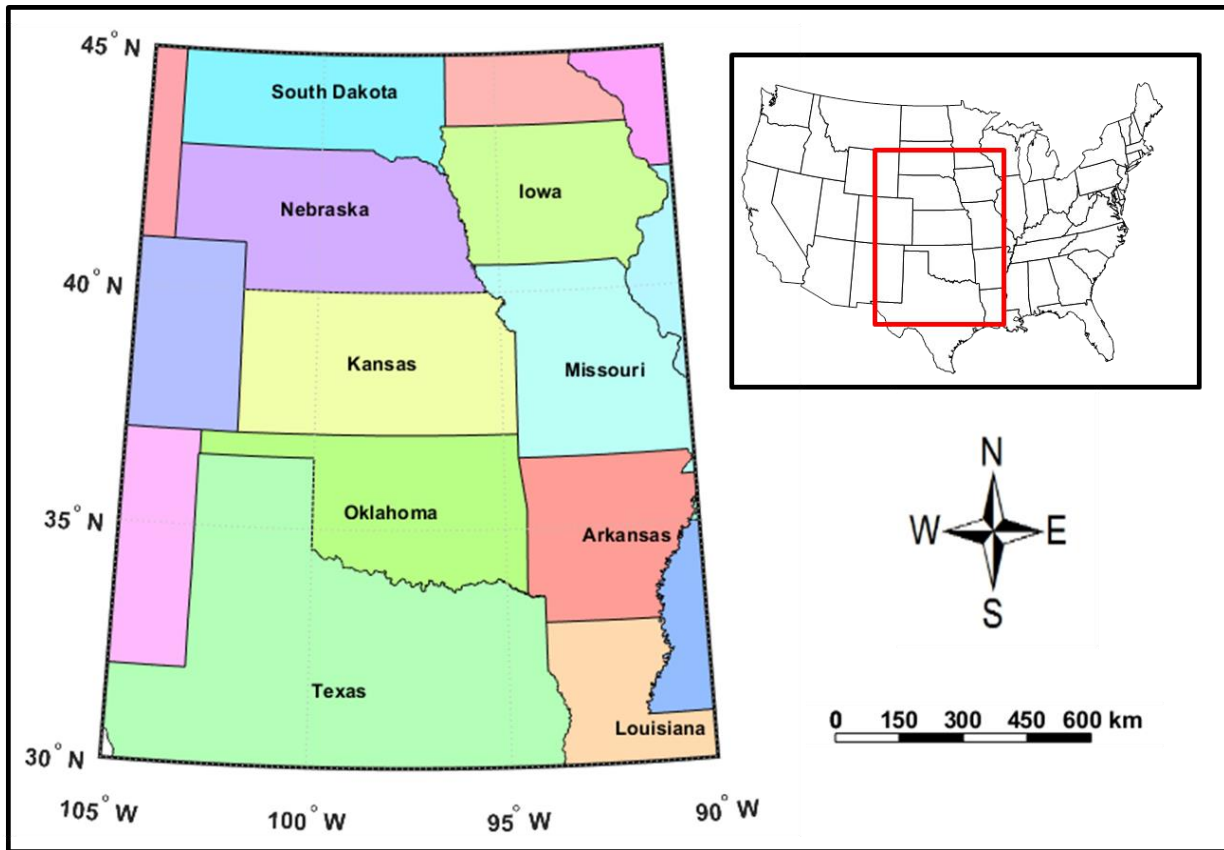 45° N
South Dakota
Iowa
Nebraska
40° N
Kansas
Missouri
35° N
Oklahoma
Arkansas
Texas
Louisiana
30° N
105° W
100° W
95° W
90° W
N
W
E
S
0 150 300 450 600 km